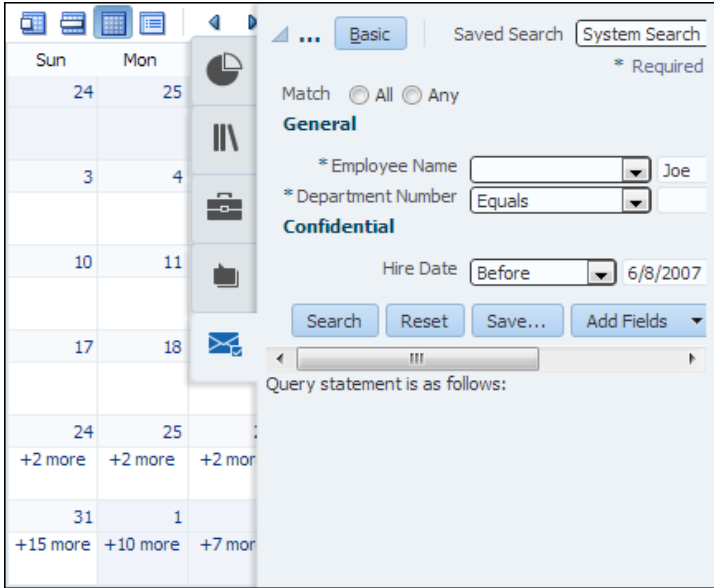 Sun Mon
24 25
3 4
10 11
17 18
24 25
+2 more +2 more +2 mor
31 1
+15 more +10 more +7 mor
... Basic Saved Search System Search
* Required
Match All Any
General
* Employee Name Joe
* Department Number Equals
Confidential
Hire Date Before 6/8/2007
Search Reset Save... Add Fields
Query statement is as follows: